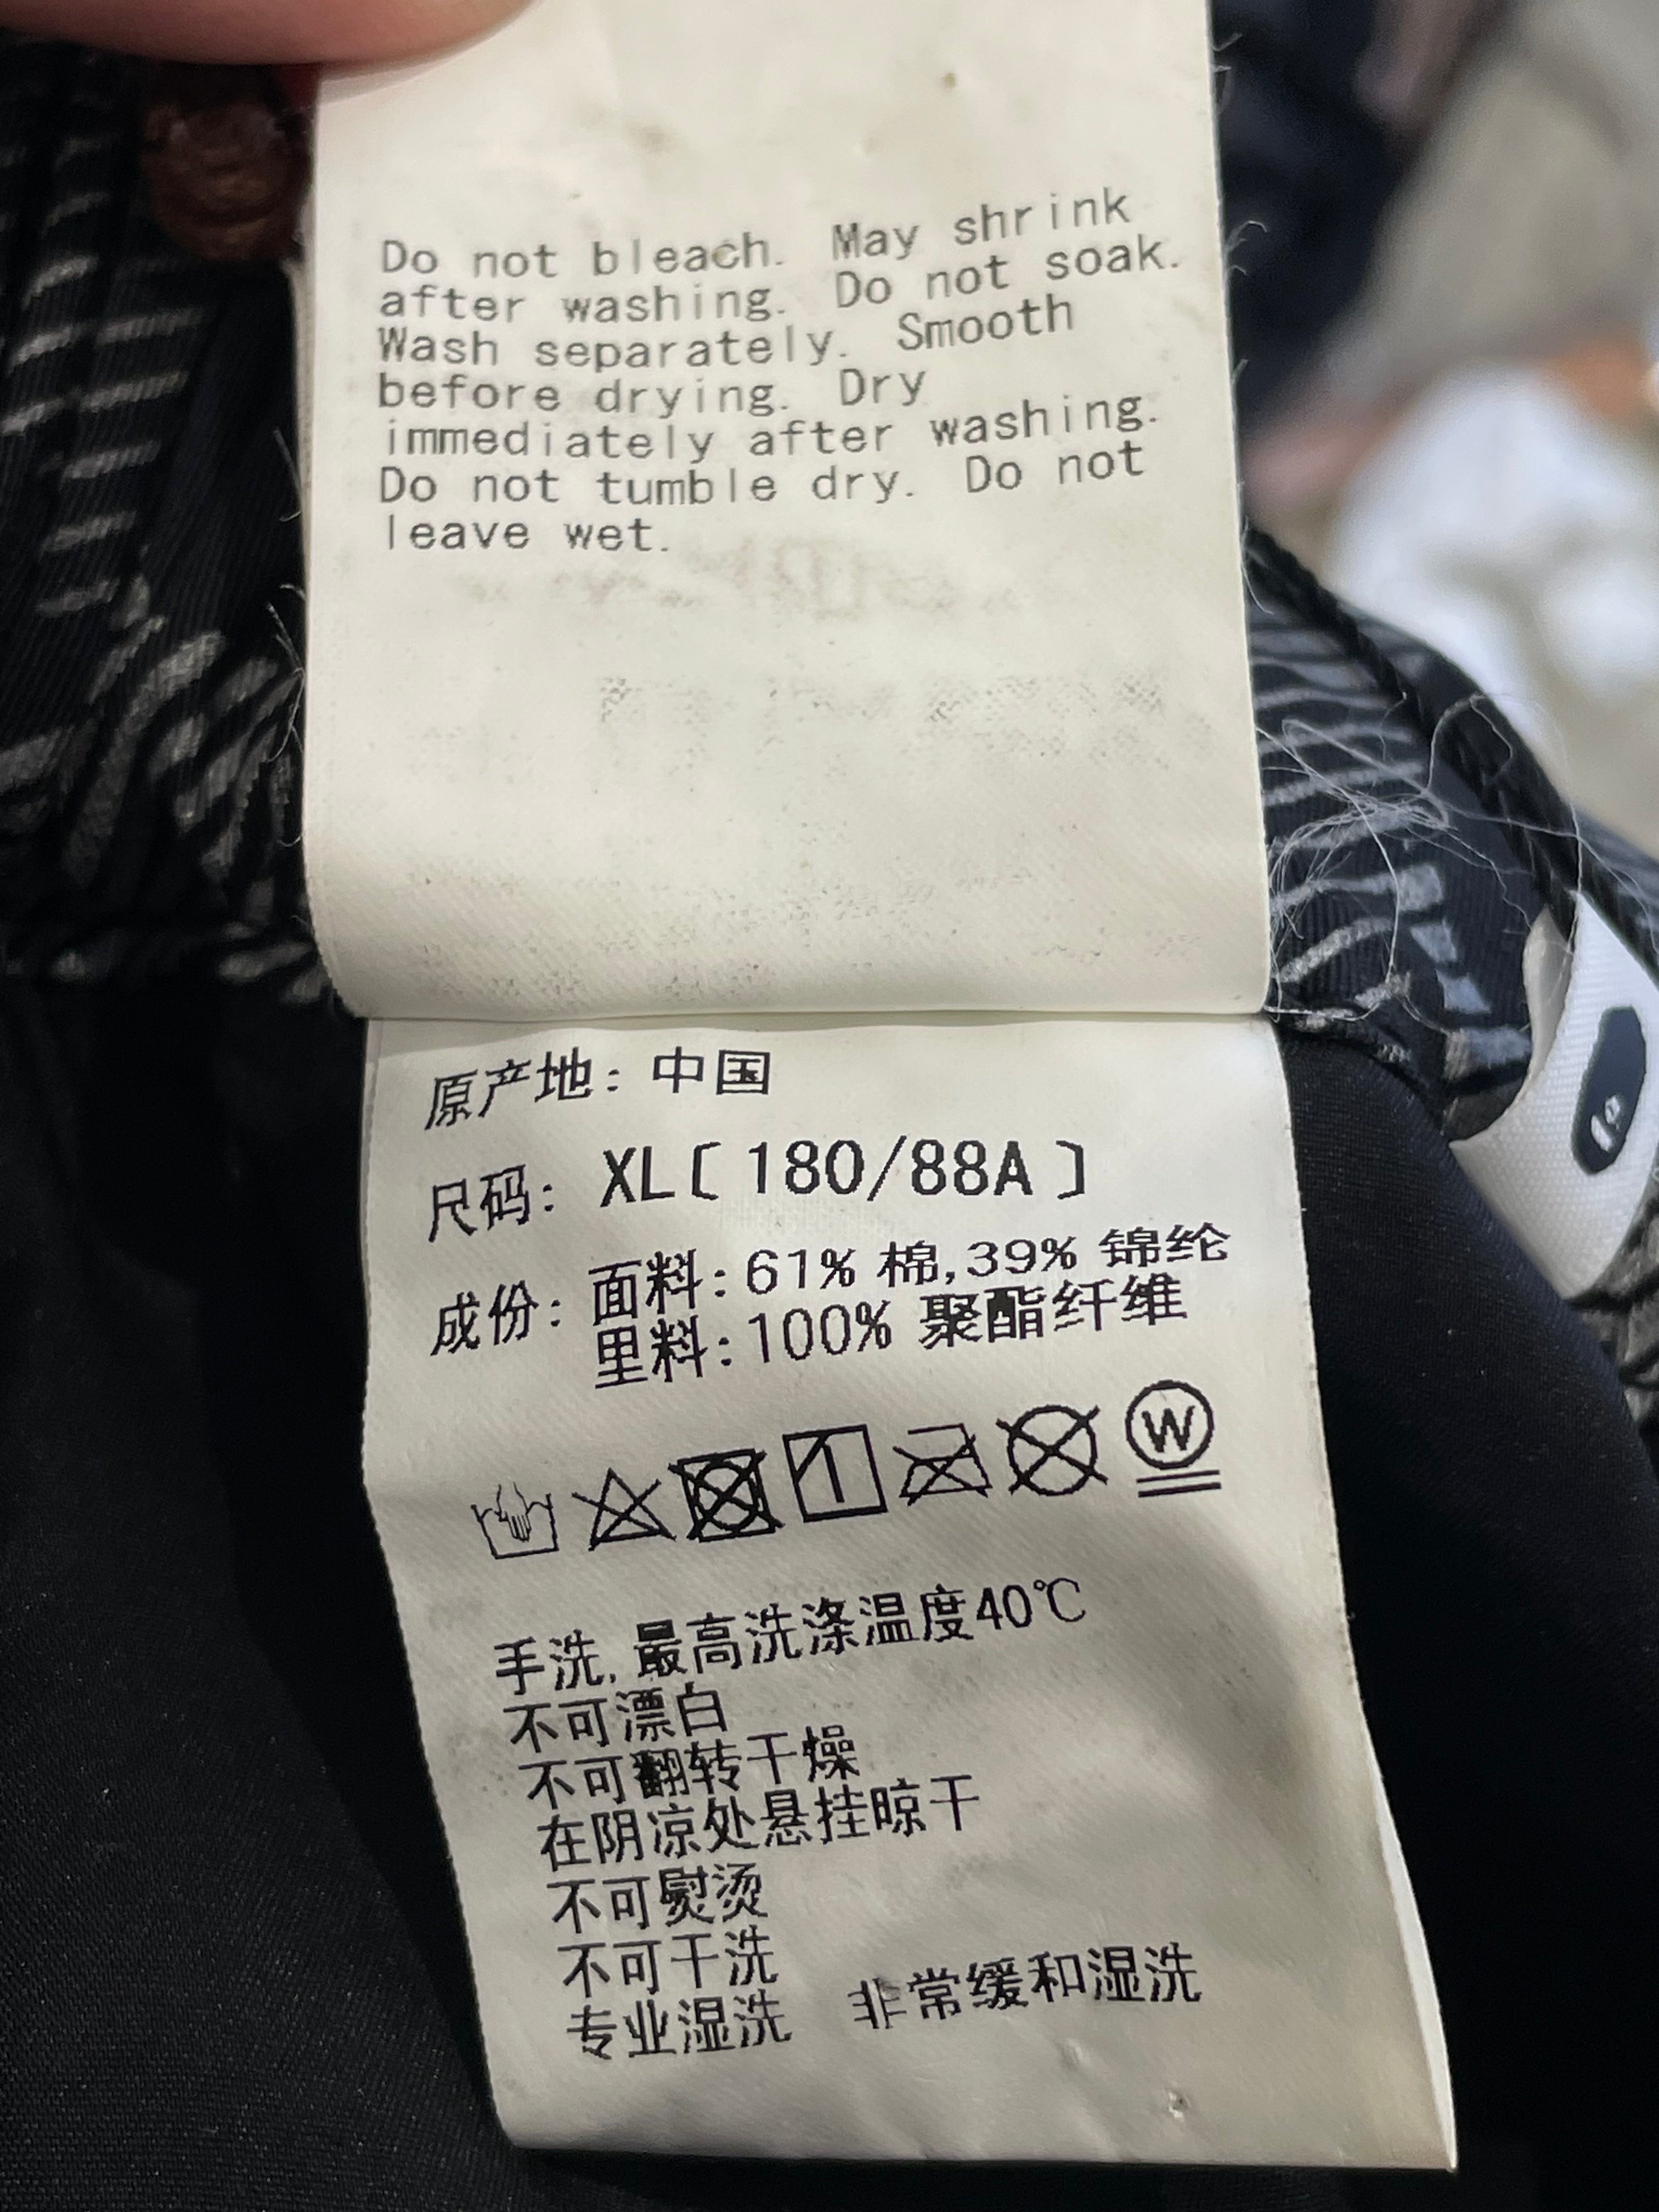 Do not bleach. May shrink
after washing. Do not soak.
Wash separately. Smooth
before drying. Dry
immediately after washing.
Do not tumble dry. Do not
leave wet.
原产地：中国
尺码：XL〔180/88A〕
成份：面料：61% 棉，39% 锦纶
里料：100% 聚酯纤维
W
手洗，最高洗涤温度40℃
不可漂白
不可翻转干燥
在阴凉处悬挂晾干
不可熨烫
不可干洗
专业湿洗 非常缓和湿洗